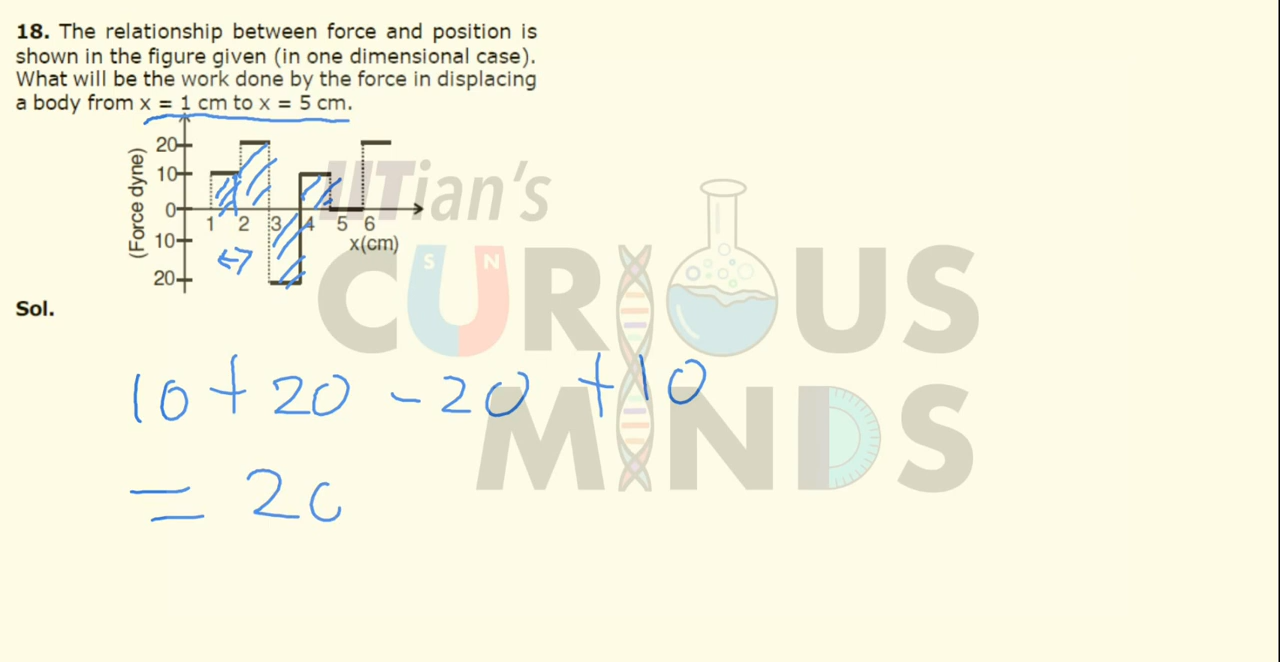 18. The relationship between force and position is
shown in the figure given (in one dimensional case).
What will be the work done by the force in displacing
a body from x = 1 cm to x = 5 cm.
(Force dyne)
20
10
0
10
20
1 2 3 4 5 6
x(cm)
IITian's
S N
CURIOUS
MINDS
Sol.
10 + 20 - 20 + 10
= 20